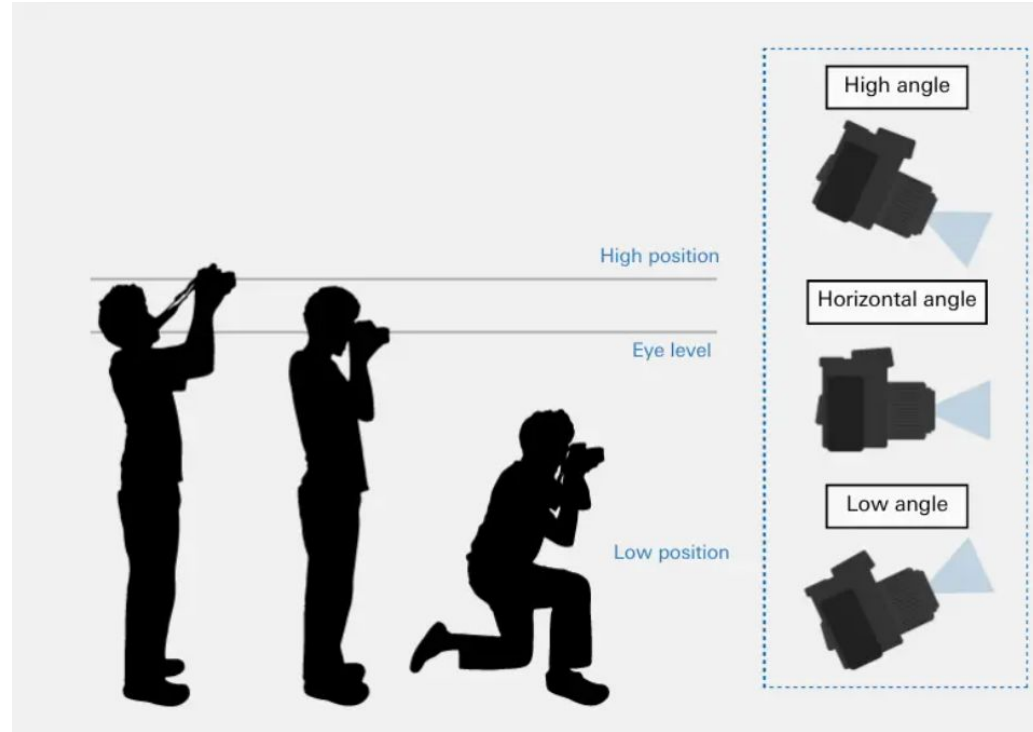 High position
Eye level
Low position
High angle
Horizontal angle
Low angle